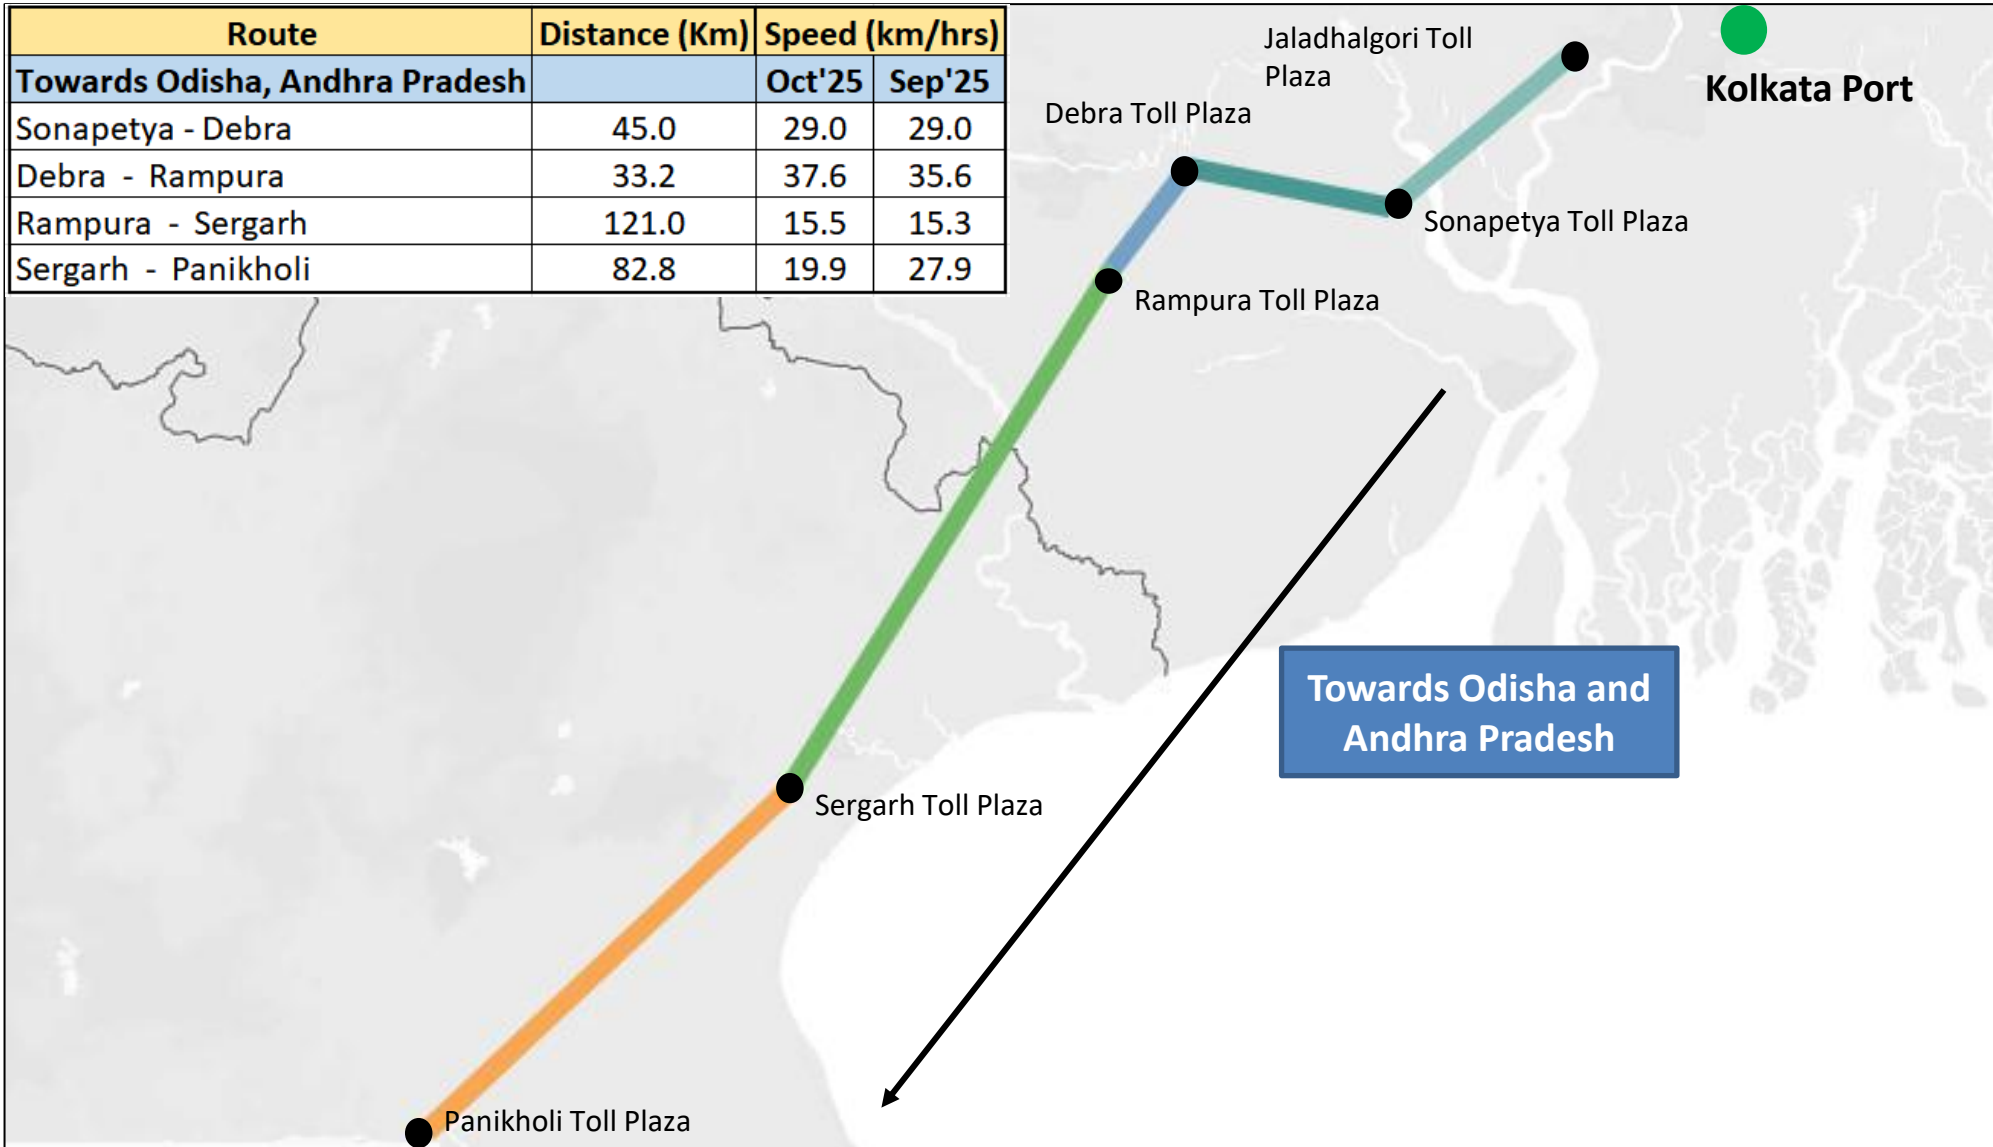 Route Distance (Km) Speed (km/hrs)
Towards Odisha, Andhra Pradesh Oct'25 Sep'25
Sonapetya - Debra 45.0 29.0 29.0
Debra - Rampura 33.2 37.6 35.6
Rampura - Sergarh 121.0 15.5 15.3
Sergarh - Panikholi 82.8 19.9 27.9
Jaladhalgori Toll
Plaza
Kolkata Port
Debra Toll Plaza
Sonapetya Toll Plaza
Rampura Toll Plaza
Towards Odisha and
Andhra Pradesh
Sergarh Toll Plaza
Panikholi Toll Plaza